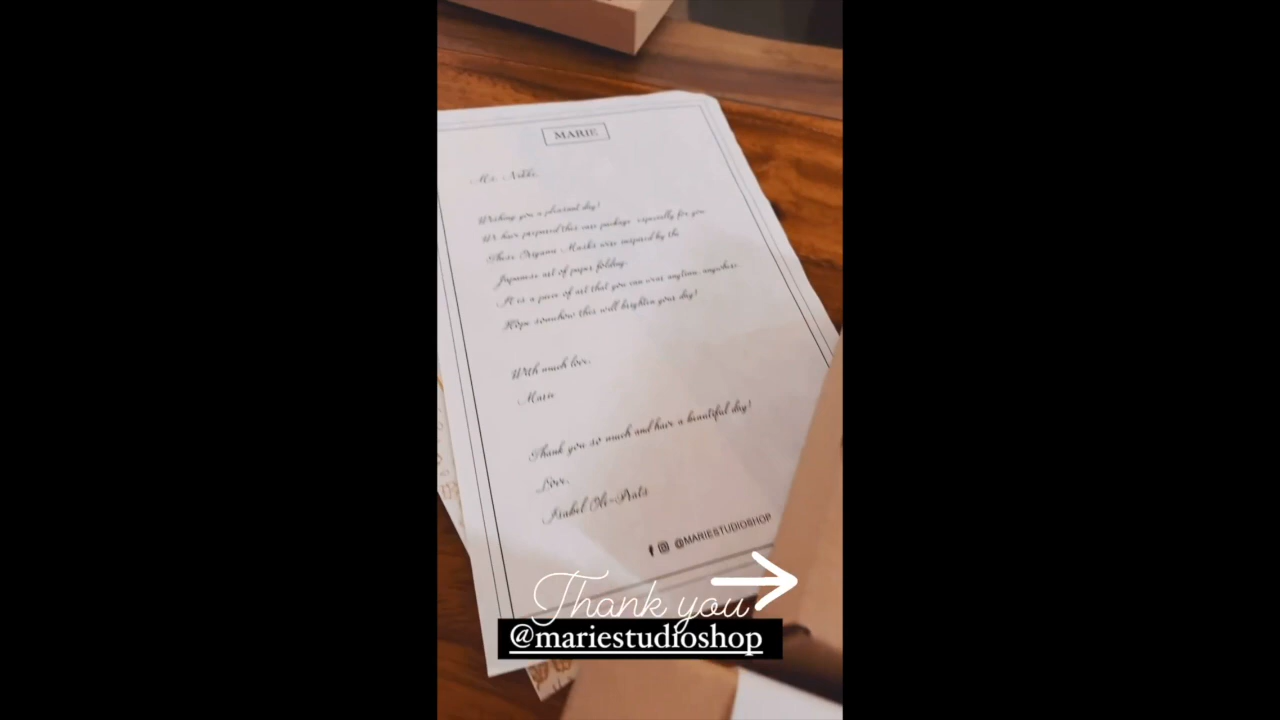 MARIE
Ms. Nikki,
Wishing you a pleasant day!
We have prepared this care package especially for you
These Origami Masks were inspired by the
Japanese art of paper folding.
It is a piece of art that you can wear anytime, anywhere.
Hope somehow this will brighten your day!
With much love,
Marie
Thank you so much and have a beautiful day!
Love,
Isabel
@MARIESTUDIOSHOP
Thank you
@mariestudioshop